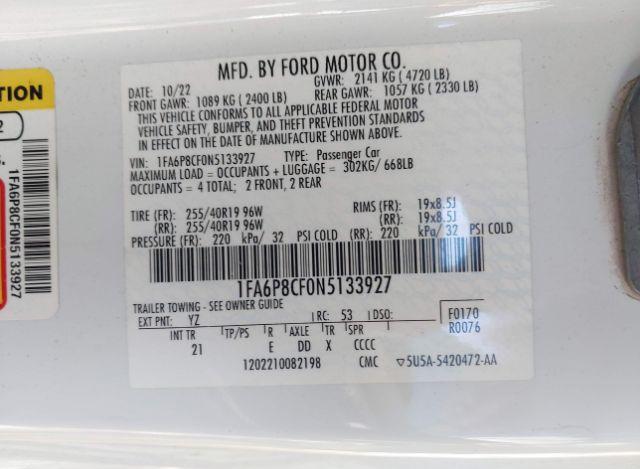 MFD. BY FORD MOTOR CO.
DATE: 10/22 GVWR: 2141 KG ( 4720 LB)
FRONT GAWR: 1089 KG ( 2400 LB) REAR GAWR: 1057 KG ( 2330 LB)
THIS VEHICLE CONFORMS TO ALL APPLICABLE FEDERAL MOTOR
VEHICLE SAFETY, BUMPER, AND THEFT PREVENTION STANDARDS
IN EFFECT ON THE DATE OF MANUFACTURE SHOWN ABOVE.
VIN: 1FA6P8CF0N5133927 TYPE: Passenger Car
MAXIMUM LOAD = OCCUPANTS + LUGGAGE = 302KG/ 668LB
OCCUPANTS = 4 TOTAL; 2 FRONT, 2 REAR
TIRE (FR): 255/40R19 96W RIMS (FR): 19x8.5J
(RR): 255/40R19 96W (RR): 19x8.5J
PRESSURE (FR): 220 kPa/ 32 PSI COLD (RR): 220 kPa/ 32 PSI COLD
1FA6P8CF0N5133927
TRAILER TOWING - SEE OWNER GUIDE
EXT PNT: YZ RC: 53 DSO: F0170
R0076
INT TR TP/PS R AXLE TR SPR
21 E DD X CCCC
1202210082198 CMC 5U5A-5420472-AA
TION
2
S.
1FA6P8CF0N5133927